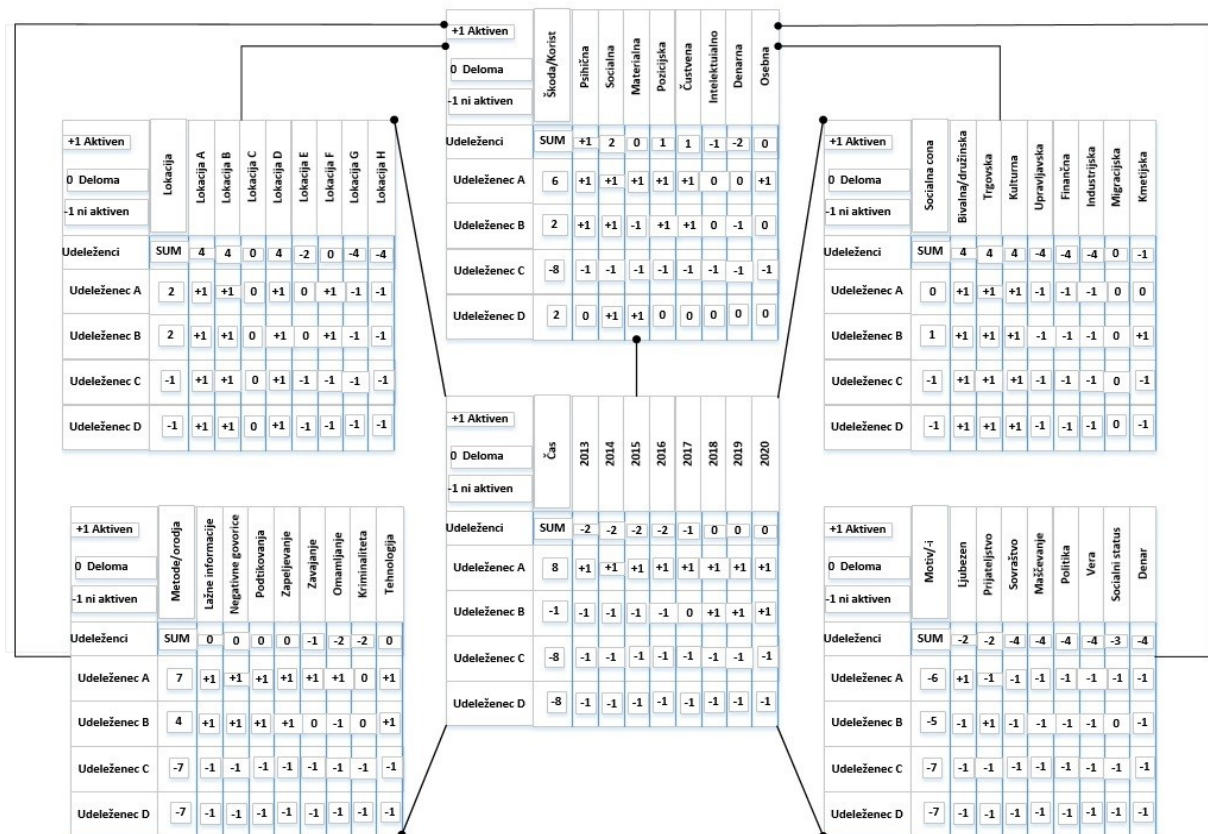 +1 Aktiven
0 Deloma
-1 ni aktiven
Škoda/Korist Psihična Socialna Materialna Pozicijska Čustvena Intelektuialno Denarna Osebna
Udeleženci SUM +1 2 0 1 1 -1 -2 0
Udeleženec A 6 +1 +1 +1 +1 +1 0 0 +1
Udeleženec B 2 +1 +1 -1 +1 +1 0 -1 0
Udeleženec C -8 -1 -1 -1 -1 -1 -1 -1 -1
Udeleženec D 2 0 +1 +1 0 0 0 0 0
+1 Aktiven
0 Deloma
-1 ni aktiven
Lokacija Lokacija A Lokacija B Lokacija C Lokacija D Lokacija E Lokacija F Lokacija G Lokacija H
Udeleženci SUM 4 4 0 4 -2 0 -4 -4
Udeleženec A 2 +1 +1 0 +1 0 +1 -1 -1
Udeleženec B 2 +1 +1 0 +1 0 +1 -1 -1
Udeleženec C -1 +1 +1 0 +1 -1 -1 -1 -1
Udeleženec D -1 +1 +1 0 +1 -1 -1 -1 -1
+1 Aktiven
0 Deloma
-1 ni aktiven
Socialna cona Bivalna/družinska Trgovska Kulturna Upravljavska Finančna Industrijska Migracijska Kmetijska
Udeleženci SUM 4 4 4 -4 -4 -4 0 -1
Udeleženec A 0 +1 +1 +1 -1 -1 -1 0 0
Udeleženec B 1 +1 +1 +1 -1 -1 -1 0 +1
Udeleženec C -1 +1 +1 +1 -1 -1 -1 0 -1
Udeleženec D -1 +1 +1 +1 -1 -1 -1 0 -1
+1 Aktiven
0 Deloma
-1 ni aktiven
Čas 2013 2014 2015 2016 2017 2018 2019 2020
Udeleženci SUM -2 -2 -2 -2 -1 0 0 0
Udeleženec A 8 +1 +1 +1 +1 +1 +1 +1 +1
Udeleženec B -1 -1 -1 -1 -1 0 +1 +1 +1
Udeleženec C -8 -1 -1 -1 -1 -1 -1 -1 -1
Udeleženec D -8 -1 -1 -1 -1 -1 -1 -1 -1
+1 Aktiven
0 Deloma
-1 ni aktiven
Metode/orodja Lažne informacije Negativne govorice Podtikovanja Zapeljevanje Zavajanje Omamljanje Kriminaliteta Tehnologija
Udeleženci SUM 0 0 0 0 -1 -2 -2 0
Udeleženec A 7 +1 +1 +1 +1 +1 +1 0 +1
Udeleženec B 4 +1 +1 +1 +1 0 -1 0 +1
Udeleženec C -7 -1 -1 -1 -1 -1 -1 -1 -1
Udeleženec D -7 -1 -1 -1 -1 -1 -1 -1 -1
+1 Aktiven
0 Deloma
-1 ni aktiven
Motiv/-i Ljubezen Prijateljstvo Sovraštvo Maščevanje Politika Vera Socialni status Denar
Udeleženci SUM -2 -2 -4 -4 -4 -4 -3 -4
Udeleženec A -6 +1 -1 -1 -1 -1 -1 -1 -1
Udeleženec B -5 -1 +1 -1 -1 -1 -1 0 -1
Udeleženec C -7 -1 -1 -1 -1 -1 -1 -1 -1
Udeleženec D -7 -1 -1 -1 -1 -1 -1 -1 -1